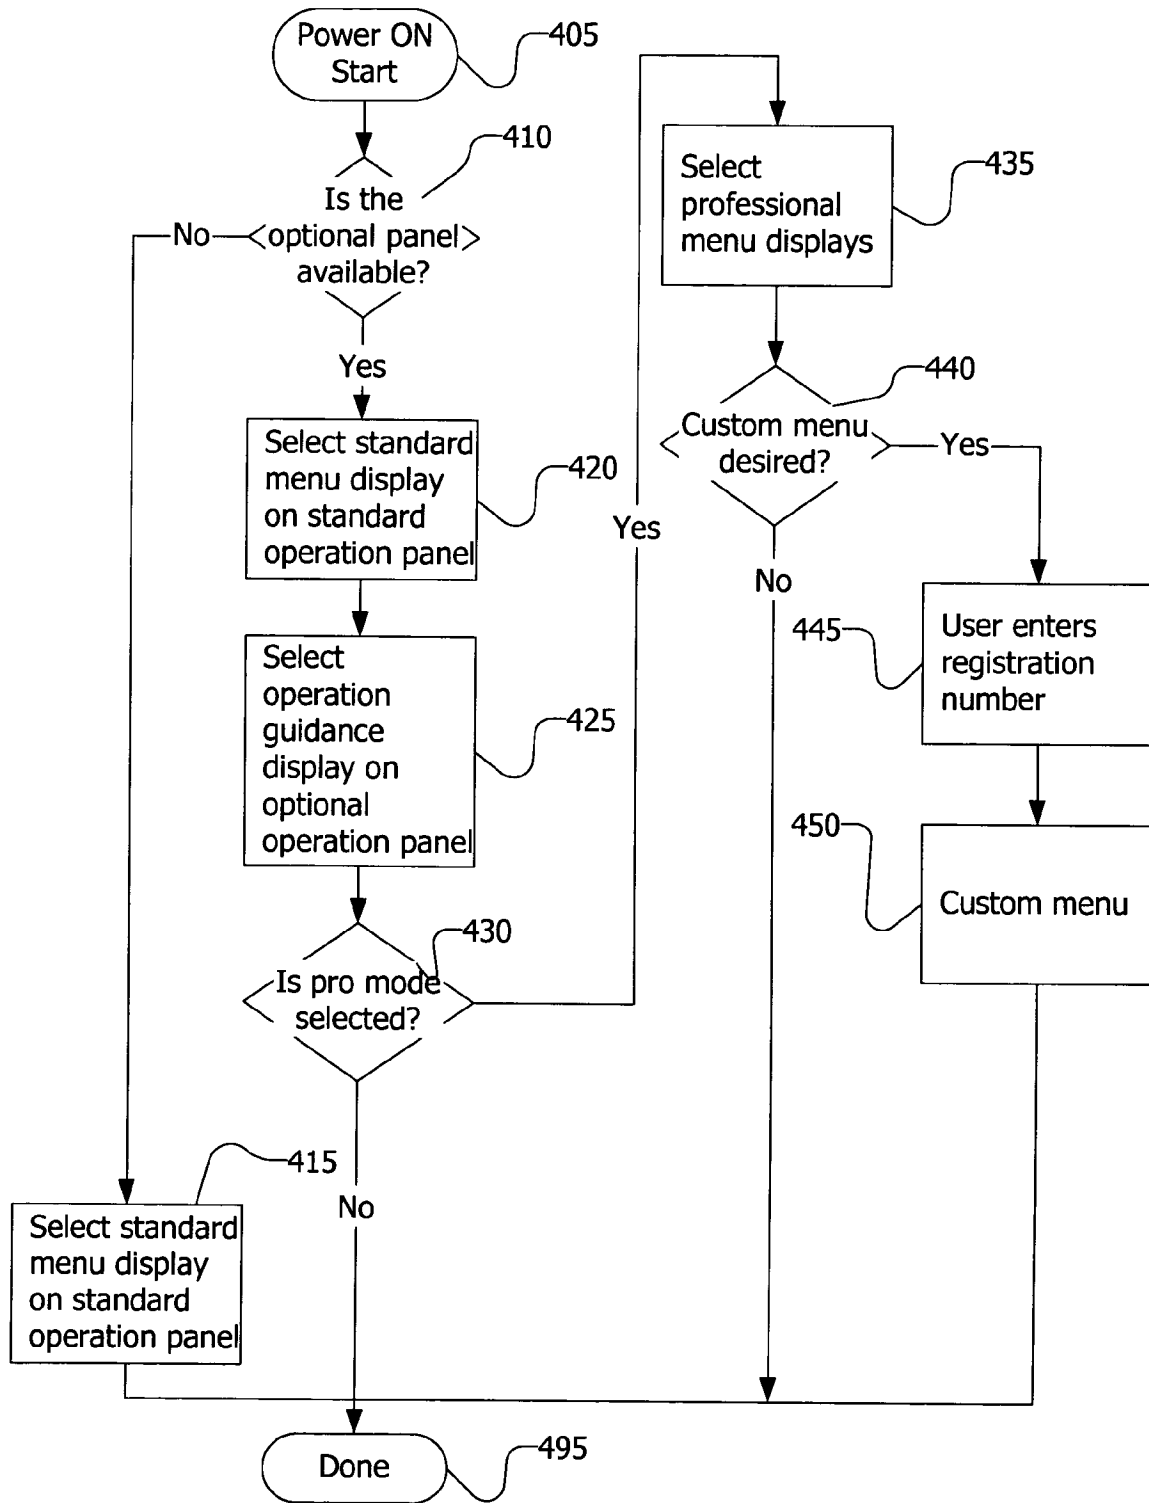 Power ON
Start
405
410
Is the
optional panel
available?
No
Yes
Select standard
menu display
on standard
operation panel
420
Select
operation
guidance
display on
optional
operation panel
425
430
Is pro mode
selected?
Yes
No
415
Select standard
menu display
on standard
operation panel
Select
professional
menu displays
435
440
Custom menu
desired?
Yes
No
445
User enters
registration
number
450
Custom menu
Done
495